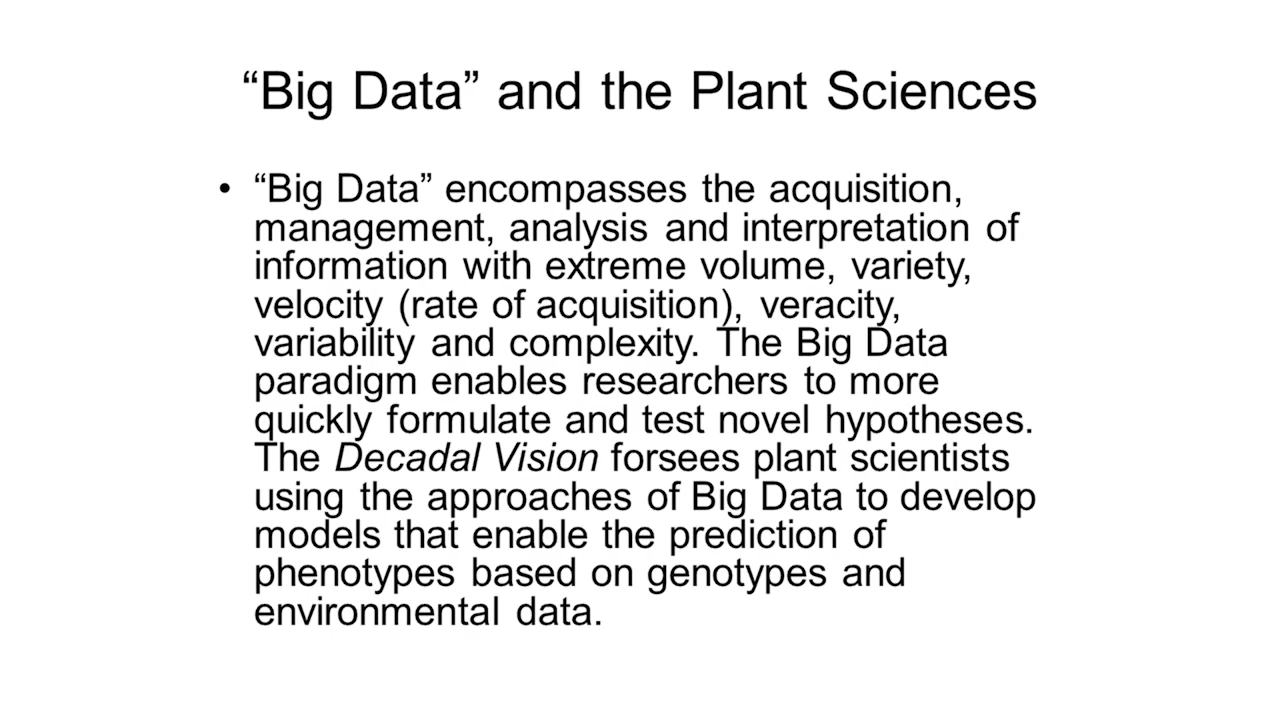 “Big Data” and the Plant Sciences
• “Big Data” encompasses the acquisition,
management, analysis and interpretation of
information with extreme volume, variety,
velocity (rate of acquisition), veracity,
variability and complexity. The Big Data
paradigm enables researchers to more
quickly formulate and test novel hypotheses.
The Decadal Vision forsees plant scientists
using the approaches of Big Data to develop
models that enable the prediction of
phenotypes based on genotypes and
environmental data.